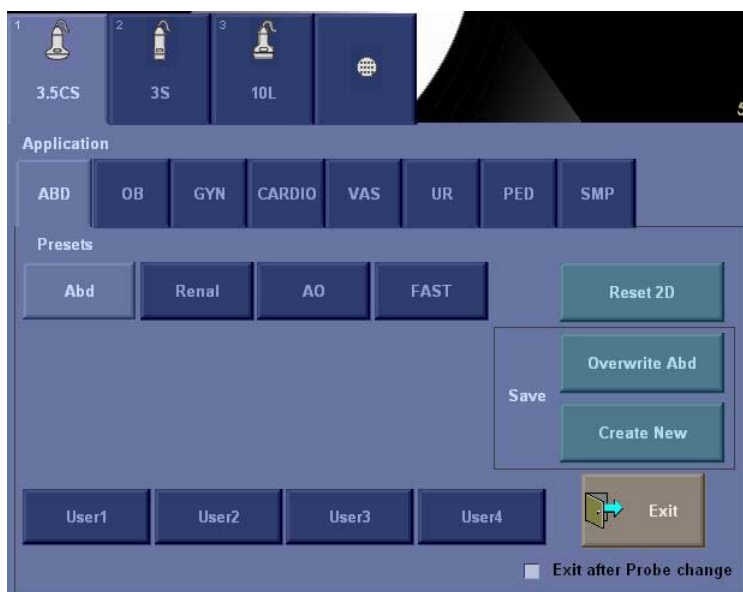 1 2 3
3.5CS 3S 10L
5
Application
ABD OB GYN CARDIO VAS UR PED SMP
Presets
Abd Renal AO FAST Reset 2D
Overwrite Abd
Save
Create New
User1 User2 User3 User4 Exit
Exit after Probe change